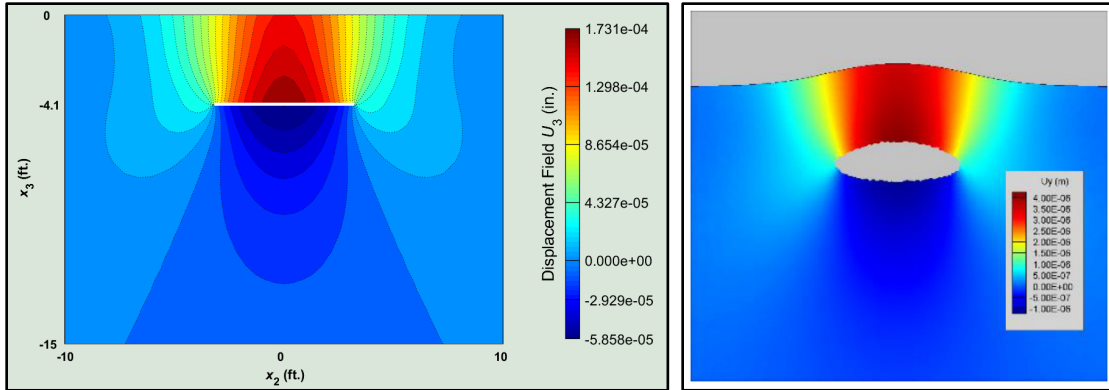 0
-4.1
-15
x_3 (ft.)
-10
0
10
x_2 (ft.)
Displacement Field U_3 (in.)
1.731e-04
1.298e-04
8.654e-05
4.327e-05
0.000e+00
-2.929e-05
-5.858e-05
Uy (m)
4.00E-06
3.50E-06
3.00E-06
2.50E-06
2.00E-06
1.50E-06
1.00E-06
5.00E-07
0.00E+00
-5.00E-07
-1.00E-06